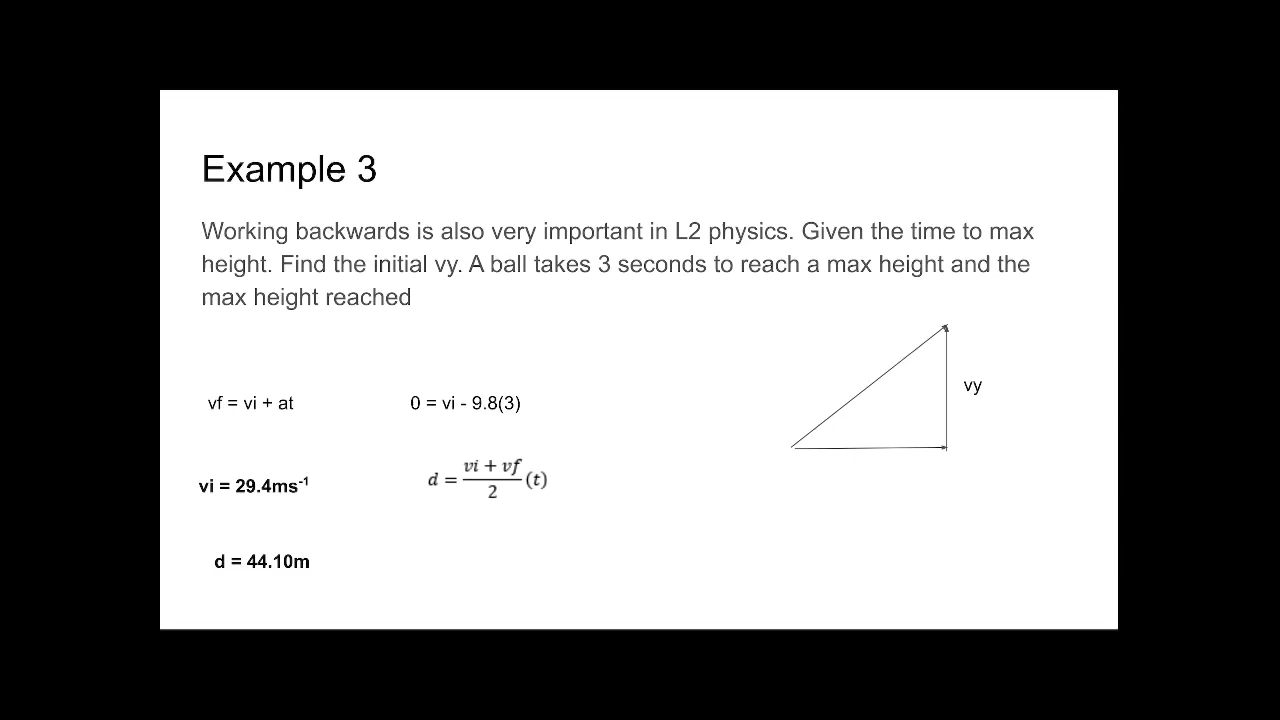 Example 3
Working backwards is also very important in L2 physics. Given the time to max
height. Find the initial vy. A ball takes 3 seconds to reach a max height and the
max height reached
vy
vf = vi + at
0 = vi - 9.8(3)
d = \frac{vi + vf}{2}(t)
vi = 29.4ms⁻¹
d = 44.10m